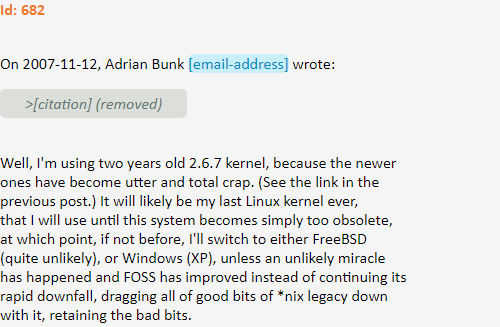 Id: 682
On 2007-11-12, Adrian Bunk [email-address] wrote:
>[citation] (removed)
Well, I'm using two years old 2.6.7 kernel, because the newer
ones have become utter and total crap. (See the link in the
previous post.) It will likely be my last Linux kernel ever,
that I will use until this system becomes simply too obsolete,
at which point, if not before, I'll switch to either FreeBSD
(quite unlikely), or Windows (XP), unless an unlikely miracle
has happened and FOSS has improved instead of continuing its
rapid downfall, dragging all of good bits of *nix legacy down
with it, retaining the bad bits.